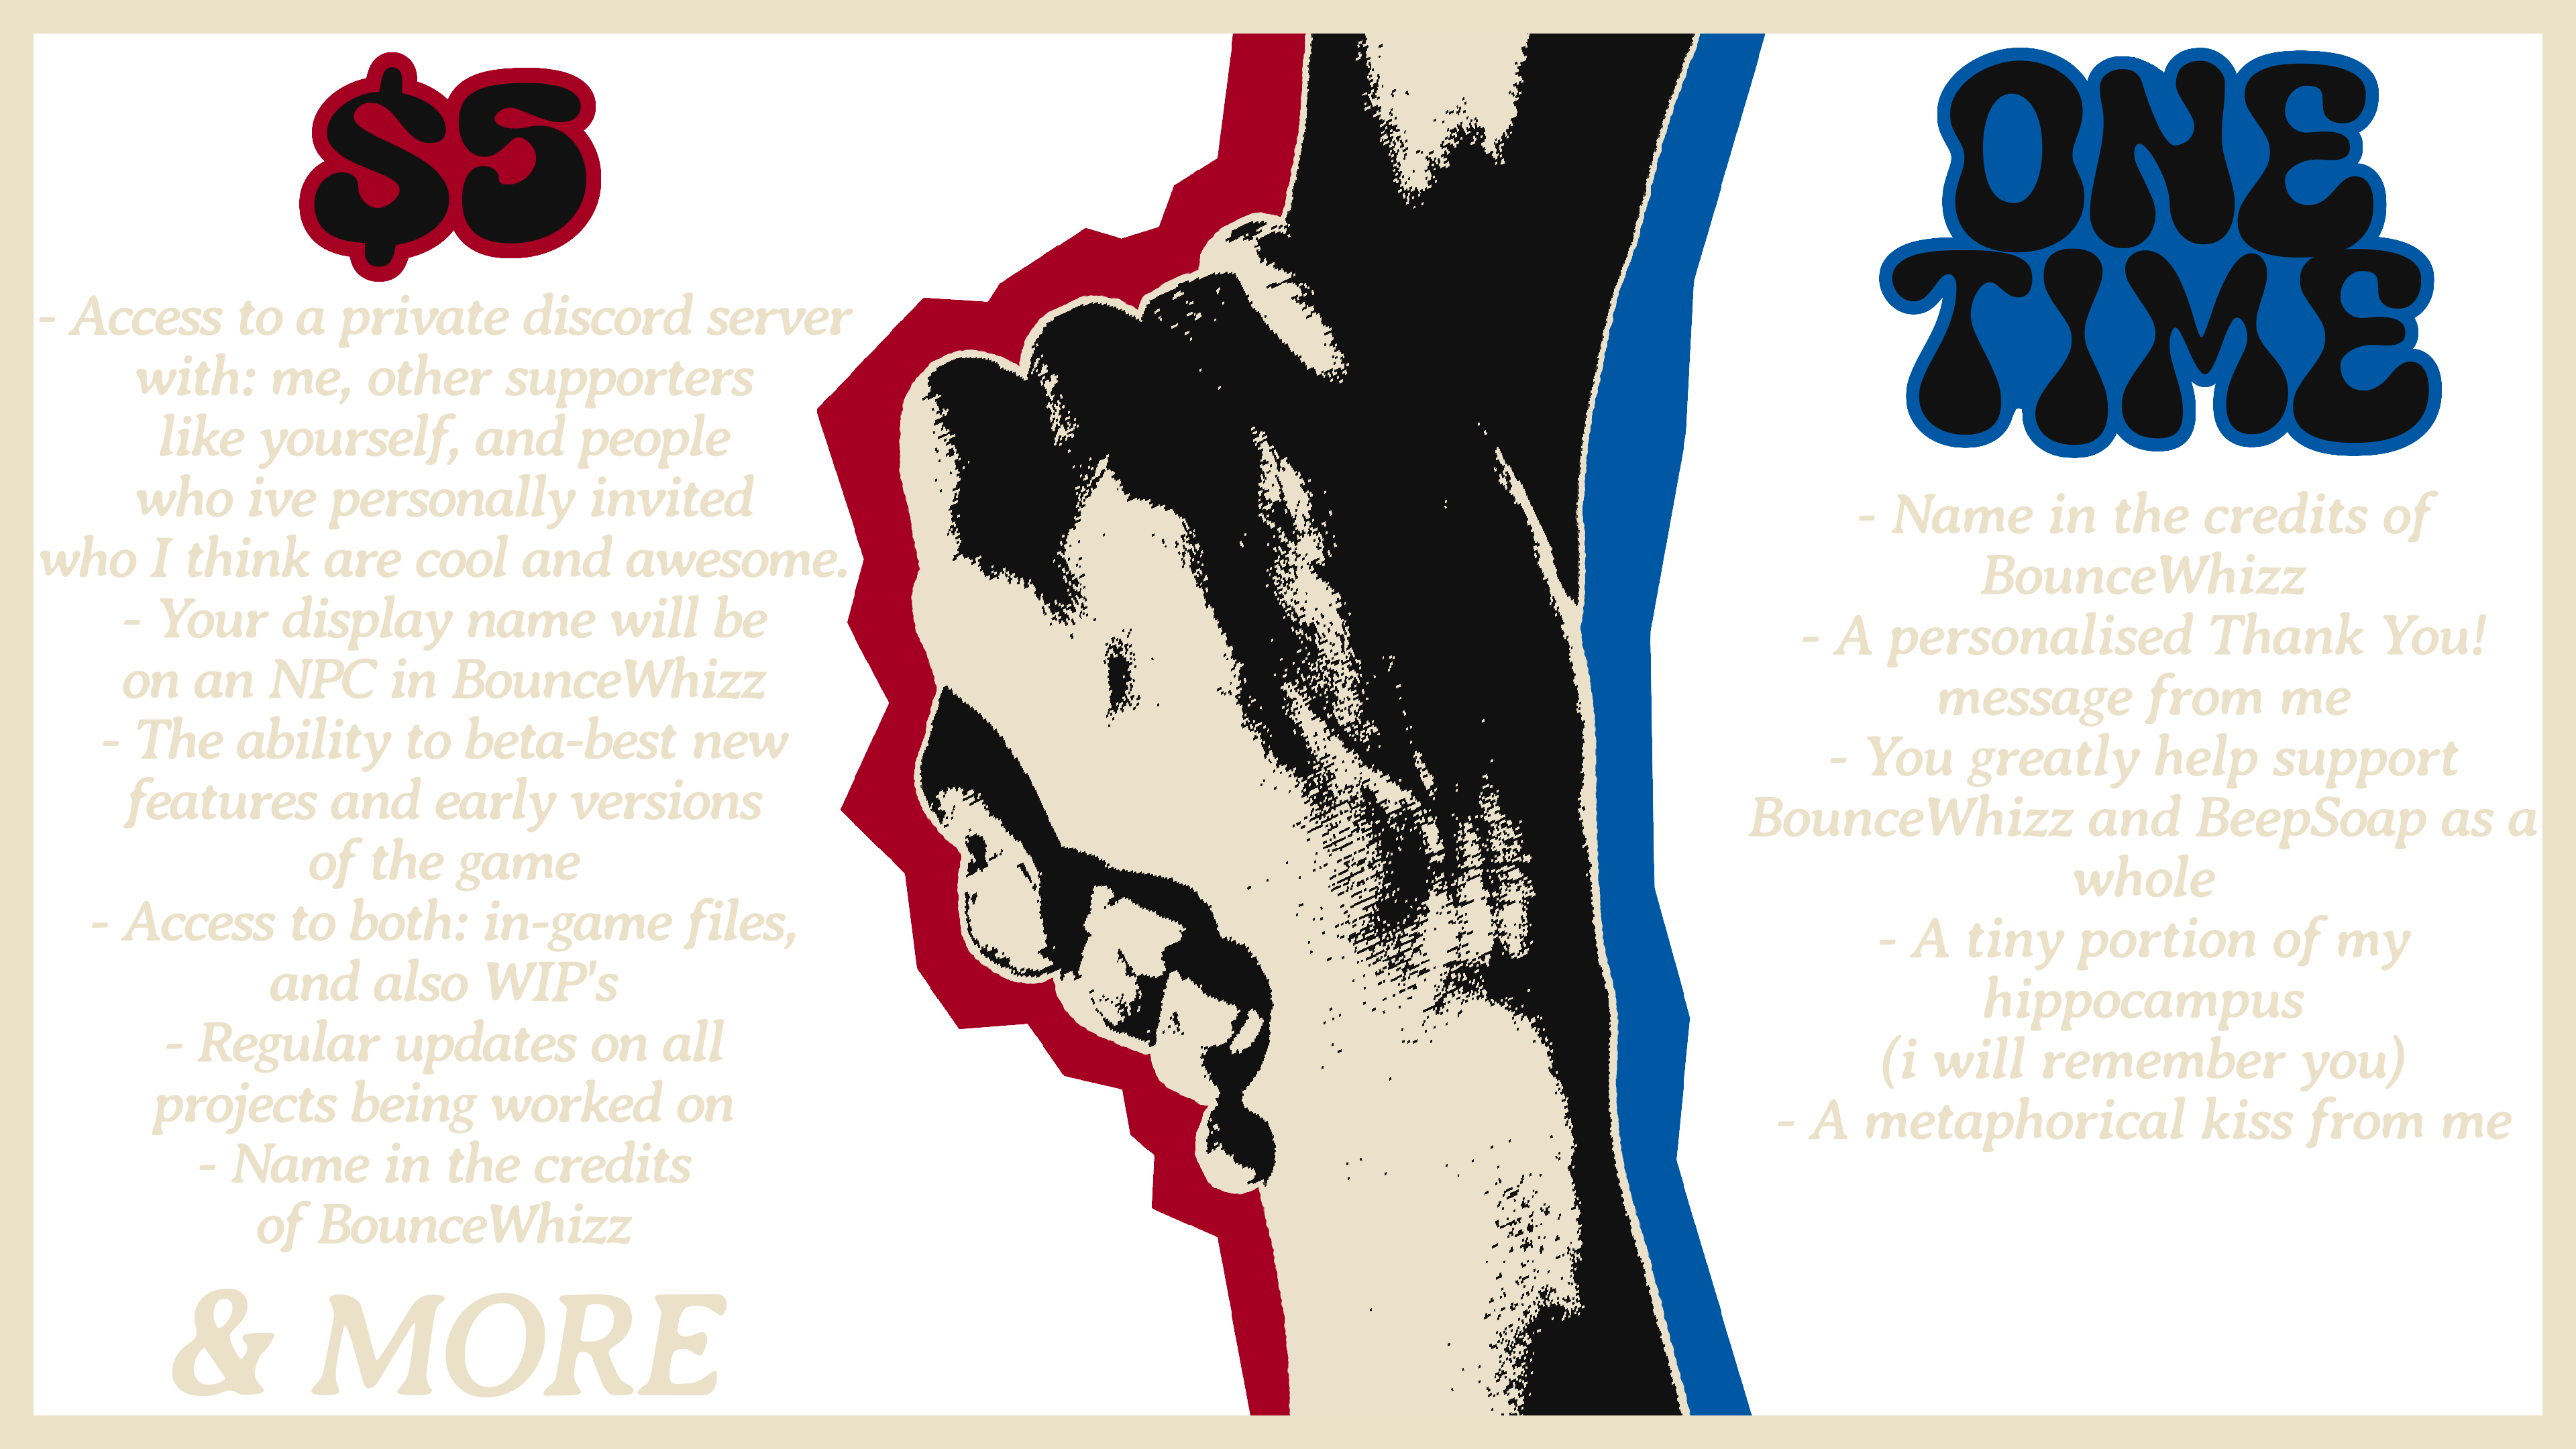 $5
- Access to a private discord server
with: me, other supporters
like yourself, and people
who ive personally invited
who I think are cool and awesome.
- Your display name will be
on an NPC in BounceWhizz
- The ability to beta-best new
features and early versions
of the game
- Access to both: in-game files,
and also WIP's
- Regular updates on all
projects being worked on
- Name in the credits
of BounceWhizz
& MORE
ONE
TIME
- Name in the credits of
BounceWhizz
- A personalised Thank You!
message from me
- You greatly help support
BounceWhizz and BeepSoap as a
whole
- A tiny portion of my
hippocampus
(i will remember you)
- A metaphorical kiss from me